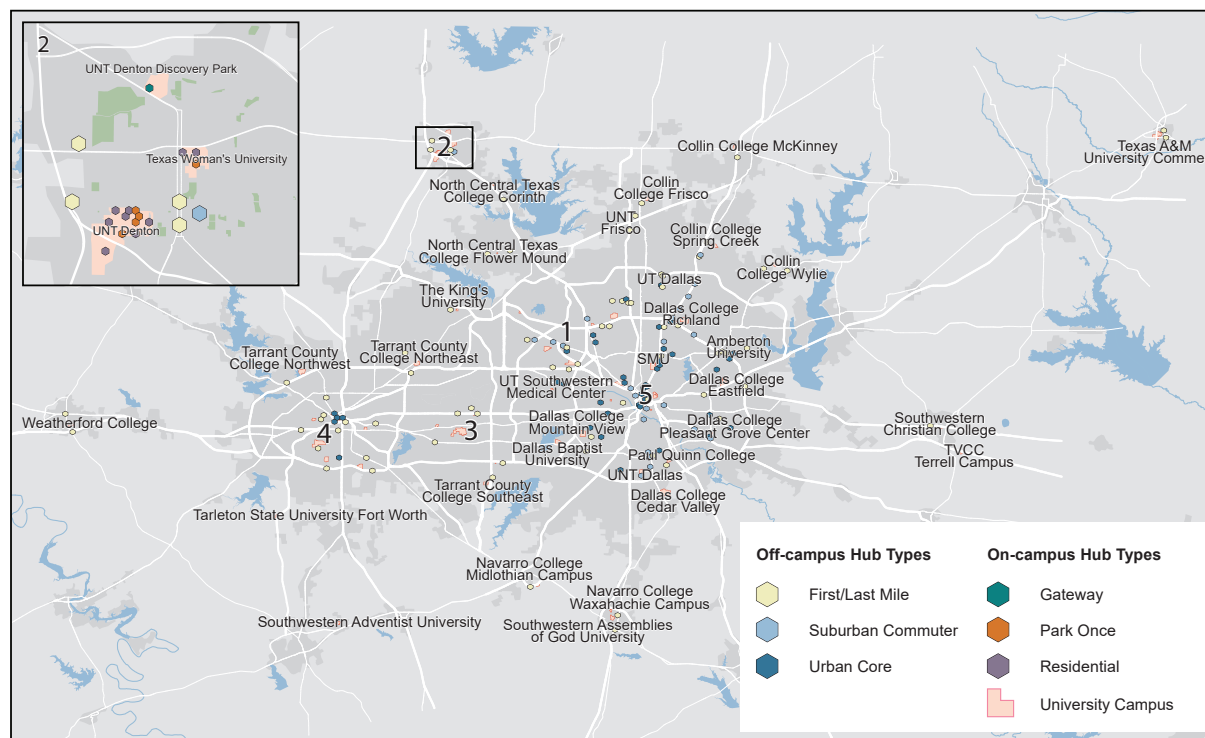 2
UNT Denton Discovery Park
Texas Woman's University
UNT Denton
2
Collin College McKinney
Texas A&M
University Comme
North Central Texas
College Corinth
Collin
College Frisco
UNT
Frisco
Collin College
Spring Creek
North Central Texas
College Flower Mound
Collin
College Wylie
UT Dallas
The King's
University
Dallas College
Richland
1
Amberton
University
Tarrant County
College Northwest
Tarrant County
College Northeast
SMU
UT Southwestern
Medical Center
Dallas College
Eastfield
5
Weatherford College
4
3
Dallas College
Mountain View
Dallas College
Pleasant Grove Center
Southwestern
Christian College
Dallas Baptist
University
Paul Quinn College
TVCC
Terrell Campus
UNT Dallas
Tarrant County
College Southeast
Dallas College
Cedar Valley
Tarleton State University Fort Worth
Navarro College
Midlothian Campus
Navarro College
Waxahachie Campus
Southwestern Adventist University
Southwestern Assemblies
of God University
Off-campus Hub Types
First/Last Mile
Suburban Commuter
Urban Core
On-campus Hub Types
Gateway
Park Once
Residential
University Campus